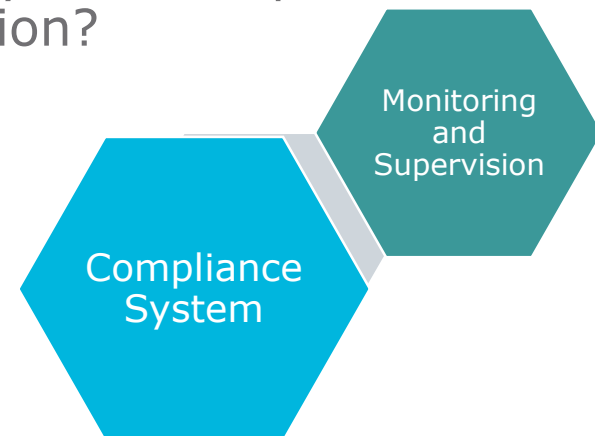 ion?
Monitoring
and
Supervision
Compliance
System